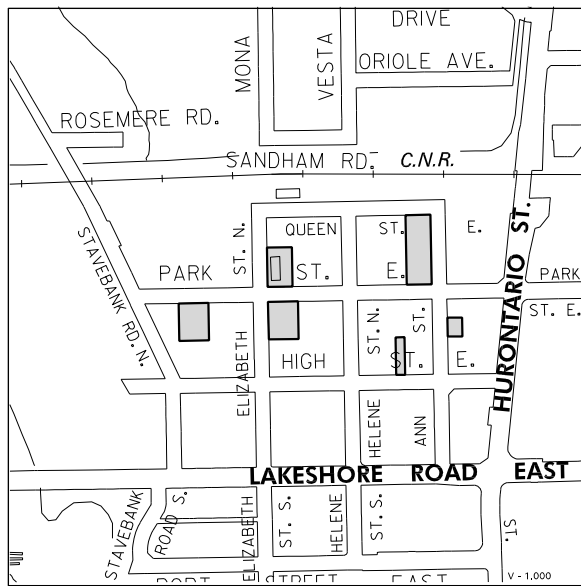 DRIVE
MONA
VESTA
ORIOLE AVE.
ROSEMERE RD.
SANDHAM RD. C.N.R.
ST. N.
QUEEN ST. E.
HURONTARIO ST.
STAVEBANK RD. N.
PARK ST. E.
PARK
ST. E.
ELIZABETH
HIGH ST. E.
ST. N.
ST.
HELENE
ANN
LAKESHORE ROAD EAST
STAVEBANK
ROAD S.
ELIZABETH
ST. S.
HELENE
ST. S.
ST.
PORT STREET EAST
V - 1,000